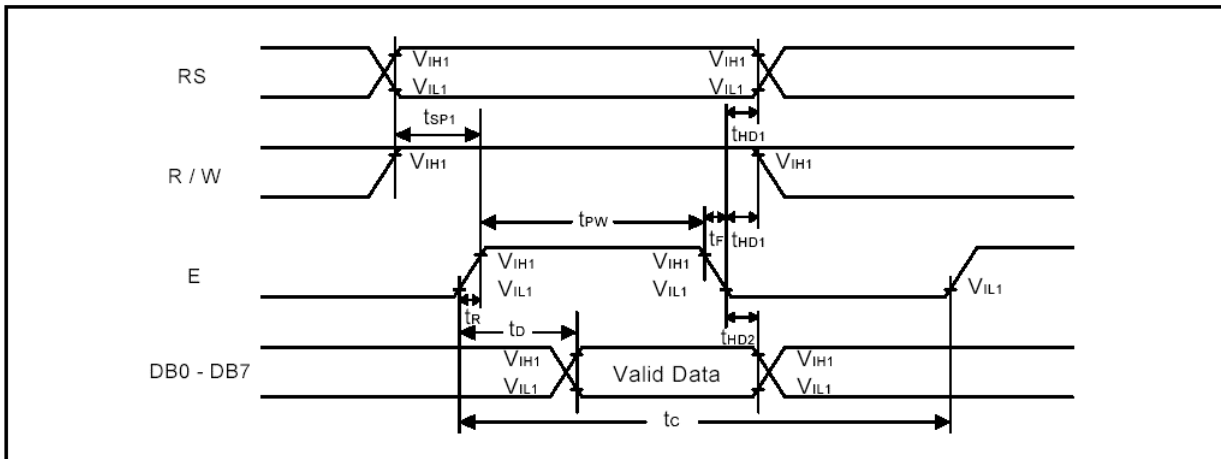 RS
VIH1
VIL1
VIH1
VIL1
tSP1
tHD1
R / W
VIH1
VIH1
tPW
tF
tHD1
E
VIH1
VIL1
VIH1
VIL1
VIL1
tR
tD
tHD2
DB0 - DB7
VIH1
VIL1
Valid Data
VIH1
VIL1
tC